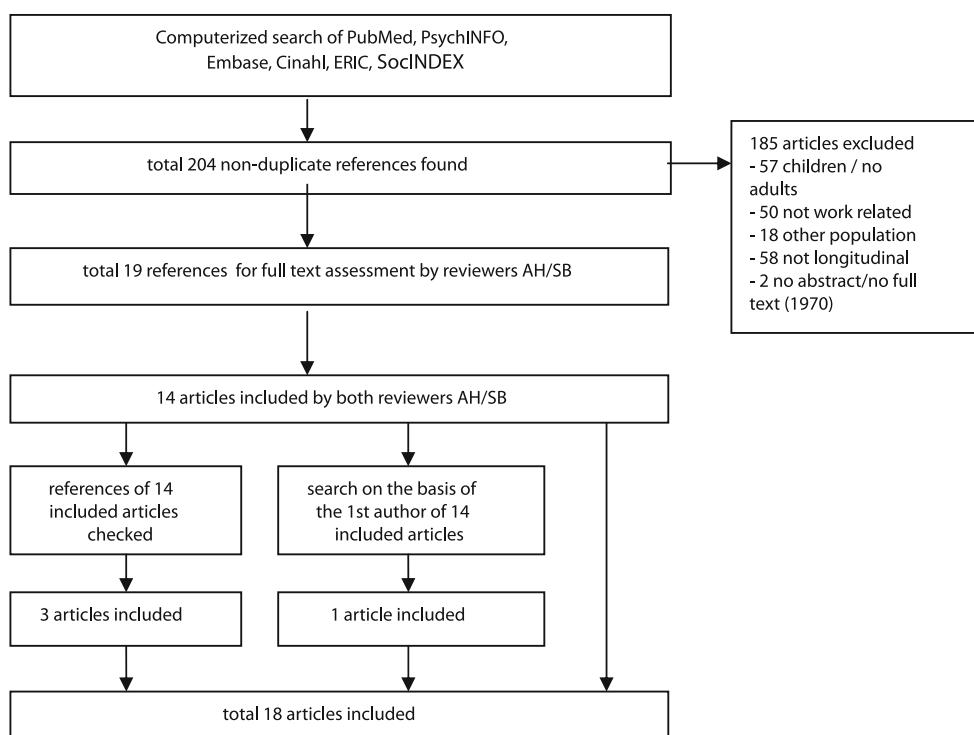 Computerized search of PubMed, PsychINFO,
Embase, Cinahl, ERIC, SocINDEX
total 204 non-duplicate references found
185 articles excluded
- 57 children / no
adults
- 50 not work related
- 18 other population
- 58 not longitudinal
- 2 no abstract/no full
text (1970)
total 19 references for full text assessment by reviewers AH/SB
14 articles included by both reviewers AH/SB
references of 14
included articles
checked
search on the basis of
the 1st author of 14
included articles
3 articles included
1 article included
total 18 articles included